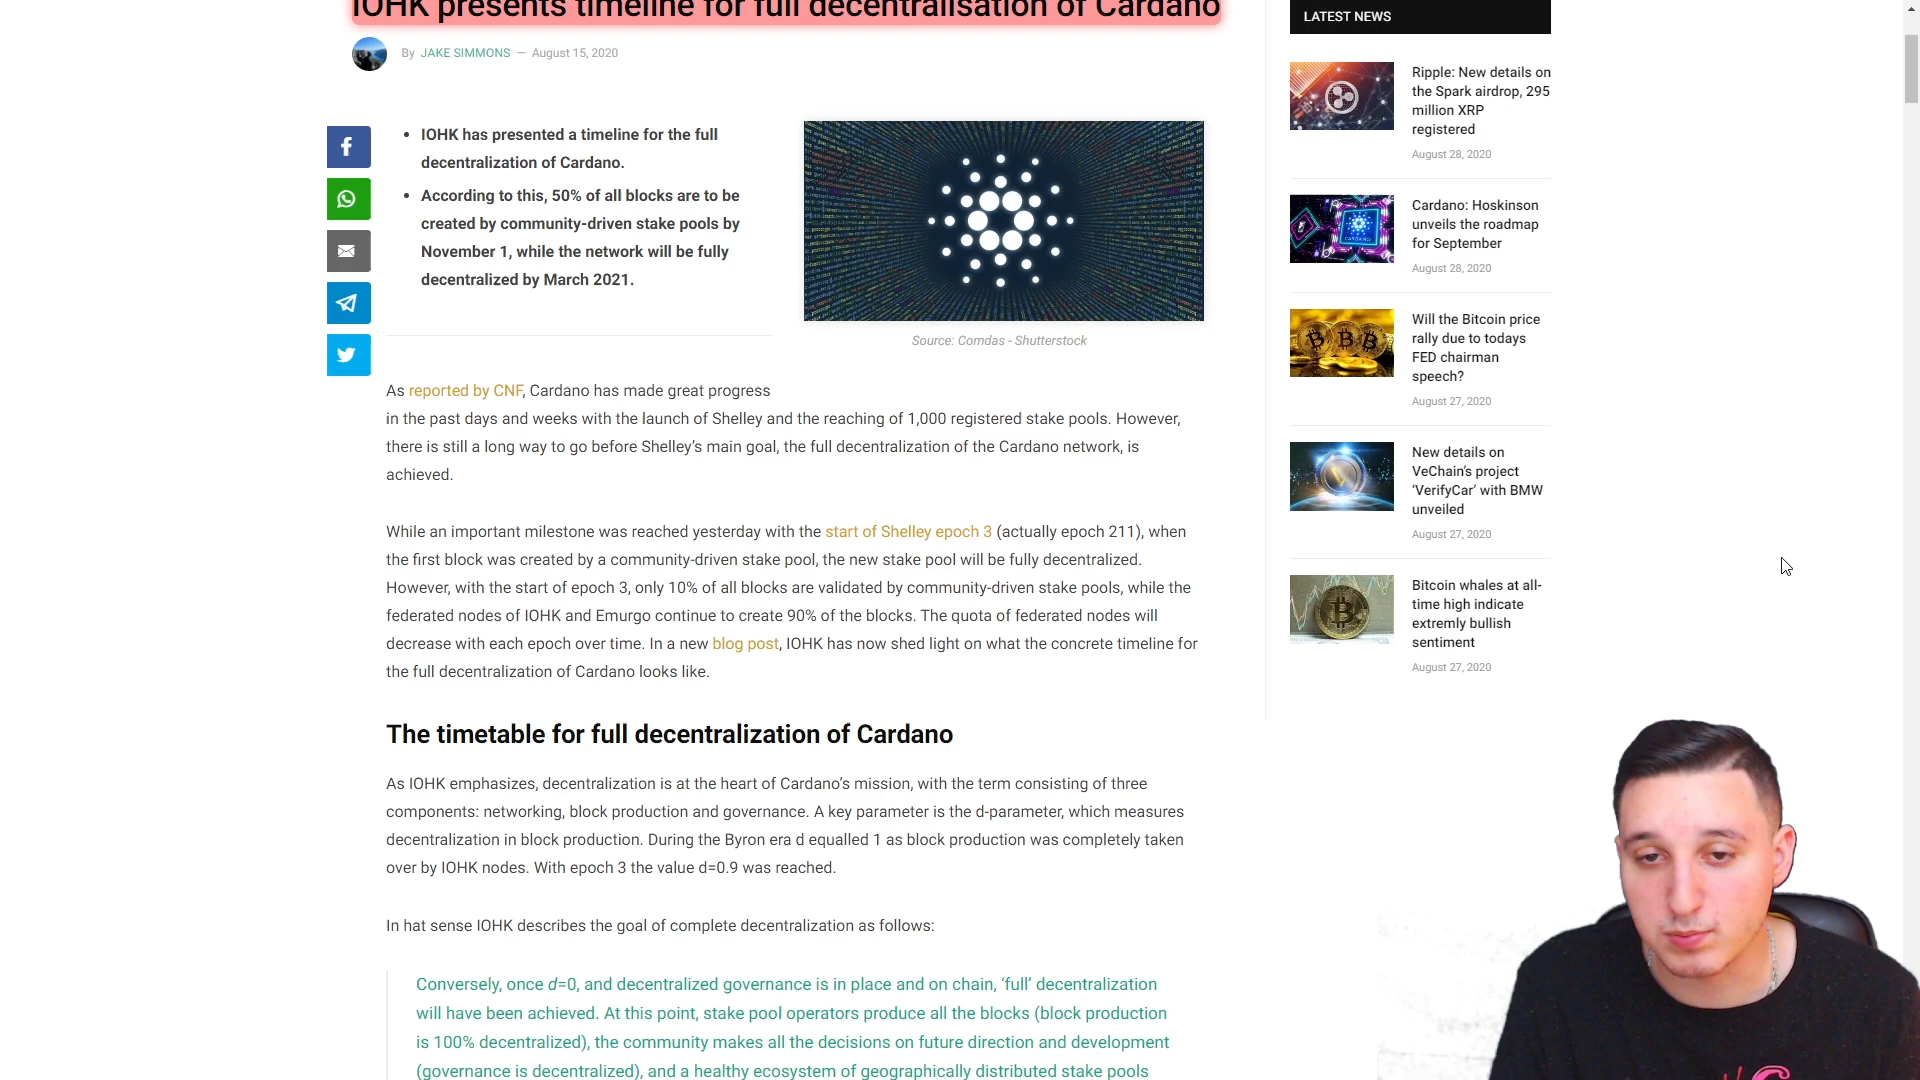 IOHK presents timeline for full decentralisation of Cardano
By JAKE SIMMONS — August 15, 2020
• IOHK has presented a timeline for the full
decentralization of Cardano.
• According to this, 50% of all blocks are to be
created by community-driven stake pools by
November 1, while the network will be fully
decentralized by March 2021.
Source: Comdas - Shutterstock
As reported by CNF, Cardano has made great progress
in the past days and weeks with the launch of Shelley and the reaching of 1,000 registered stake pools. However,
there is still a long way to go before Shelley’s main goal, the full decentralization of the Cardano network, is
achieved.
While an important milestone was reached yesterday with the start of Shelley epoch 3 (actually epoch 211), when
the first block was created by a community-driven stake pool, the new stake pool will be fully decentralized.
However, with the start of epoch 3, only 10% of all blocks are validated by community-driven stake pools, while the
federated nodes of IOHK and Emurgo continue to create 90% of the blocks. The quota of federated nodes will
decrease with each epoch over time. In a new blog post, IOHK has now shed light on what the concrete timeline for
the full decentralization of Cardano looks like.
The timetable for full decentralization of Cardano
As IOHK emphasizes, decentralization is at the heart of Cardano’s mission, with the term consisting of three
components: networking, block production and governance. A key parameter is the d-parameter, which measures
decentralization in block production. During the Byron era d equalled 1 as block production was completely taken
over by IOHK nodes. With epoch 3 the value d=0.9 was reached.
In hat sense IOHK describes the goal of complete decentralization as follows:
Conversely, once d=0, and decentralized governance is in place and on chain, ‘full’ decentralization
will have been achieved. At this point, stake pool operators produce all the blocks (block production
is 100% decentralized), the community makes all the decisions on future direction and development
(governance is decentralized), and a healthy ecosystem of geographically distributed stake pools
LATEST NEWS
Ripple: New details on
the Spark airdrop, 295
million XRP
registered
August 28, 2020
CARDANO
Cardano: Hoskinson
unveils the roadmap
for September
August 28, 2020
Will the Bitcoin price
rally due to todays
FED chairman
speech?
August 27, 2020
New details on
VeChain’s project
‘VerifyCar’ with BMW
unveiled
August 27, 2020
Bitcoin whales at all-
time high indicate
extremly bullish
sentiment
August 27, 2020